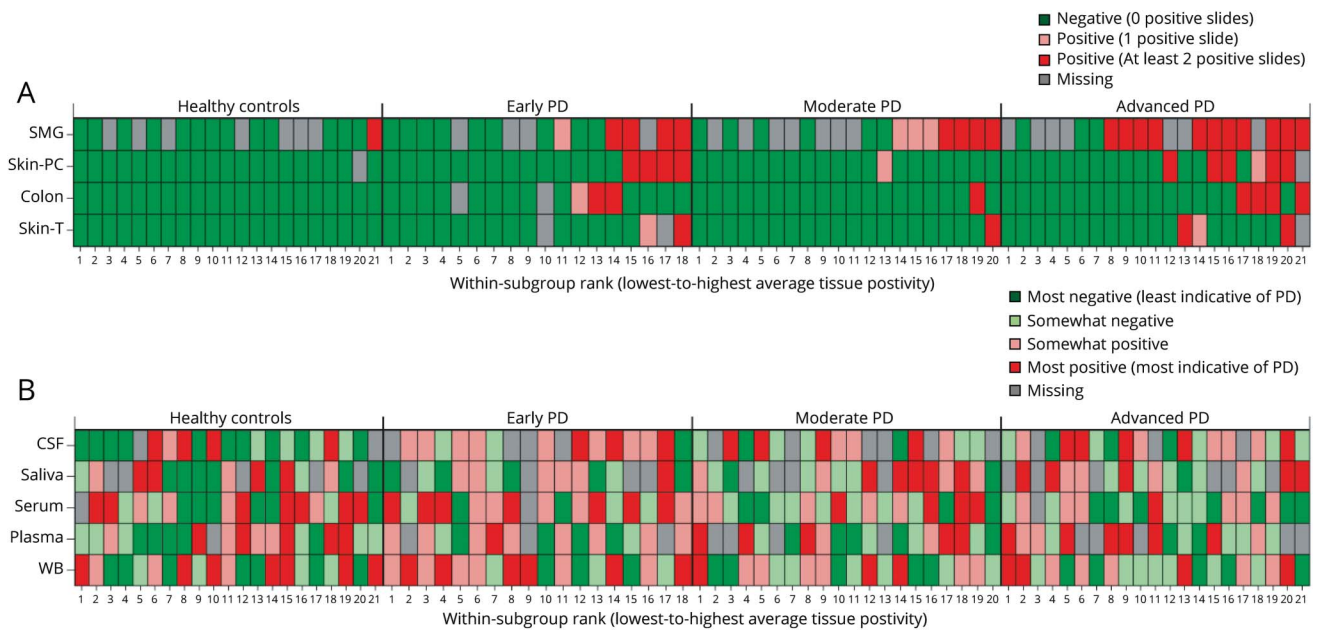 Negative (0 positive slides)
Positive (1 positive slide)
Positive (At least 2 positive slides)
Missing
A
Healthy controls Early PD Moderate PD Advanced PD
SMG
Skin-PC
Colon
Skin-T
1 2 3 4 5 6 7 8 9 10 11 12 13 14 15 16 17 18 19 20 21 1 2 3 4 5 6 7 8 9 10 11 12 13 14 15 16 17 18 1 2 3 4 5 6 7 8 9 10 11 12 13 14 15 16 17 18 19 20 1 2 3 4 5 6 7 8 9 10 11 12 13 14 15 16 17 18 19 20 21
Within-subgroup rank (lowest-to-highest average tissue postivity)
Most negative (least indicative of PD)
Somewhat negative
Somewhat positive
Most positive (most indicative of PD)
Missing
B
Healthy controls Early PD Moderate PD Advanced PD
CSF
Saliva
Serum
Plasma
WB
1 2 3 4 5 6 7 8 9 10 11 12 13 14 15 16 17 18 19 20 21 1 2 3 4 5 6 7 8 9 10 11 12 13 14 15 16 17 18 1 2 3 4 5 6 7 8 9 10 11 12 13 14 15 16 17 18 19 20 1 2 3 4 5 6 7 8 9 10 11 12 13 14 15 16 17 18 19 20 21
Within-subgroup rank (lowest-to-highest average tissue postivity)